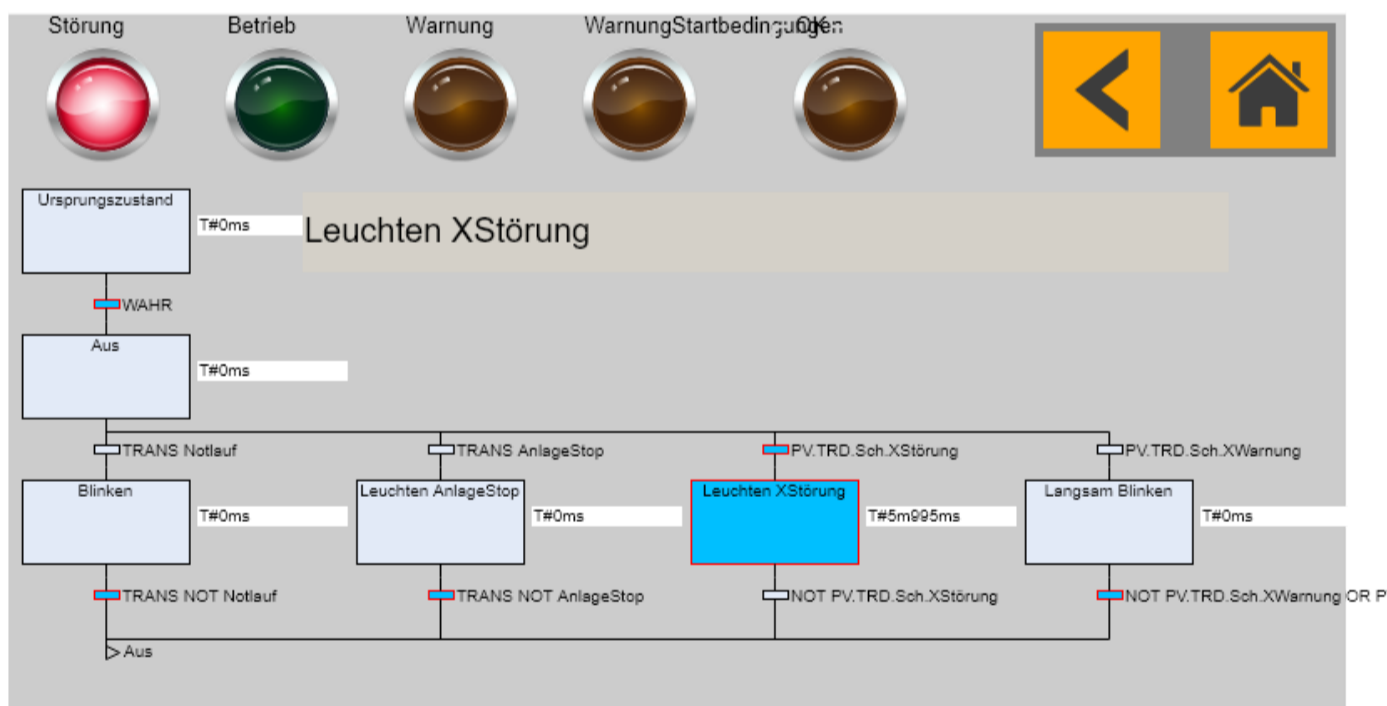 Störung
Betrieb
Warnung
WarnungStartbedingungen
OK
Ursprungszustand
T#0ms
Leuchten XStörung
WAHR
Aus
T#0ms
TRANS Notlauf
TRANS AnlageStop
PV.TRD.Sch.XStörung
PV.TRD.Sch.XWarnung
Blinken
T#0ms
Leuchten AnlageStop
T#0ms
Leuchten XStörung
T#5m995ms
Langsam Blinken
T#0ms
TRANS NOT Notlauf
TRANS NOT AnlageStop
NOT PV.TRD.Sch.XStörung
NOT PV.TRD.Sch.XWarnung OR P
Aus